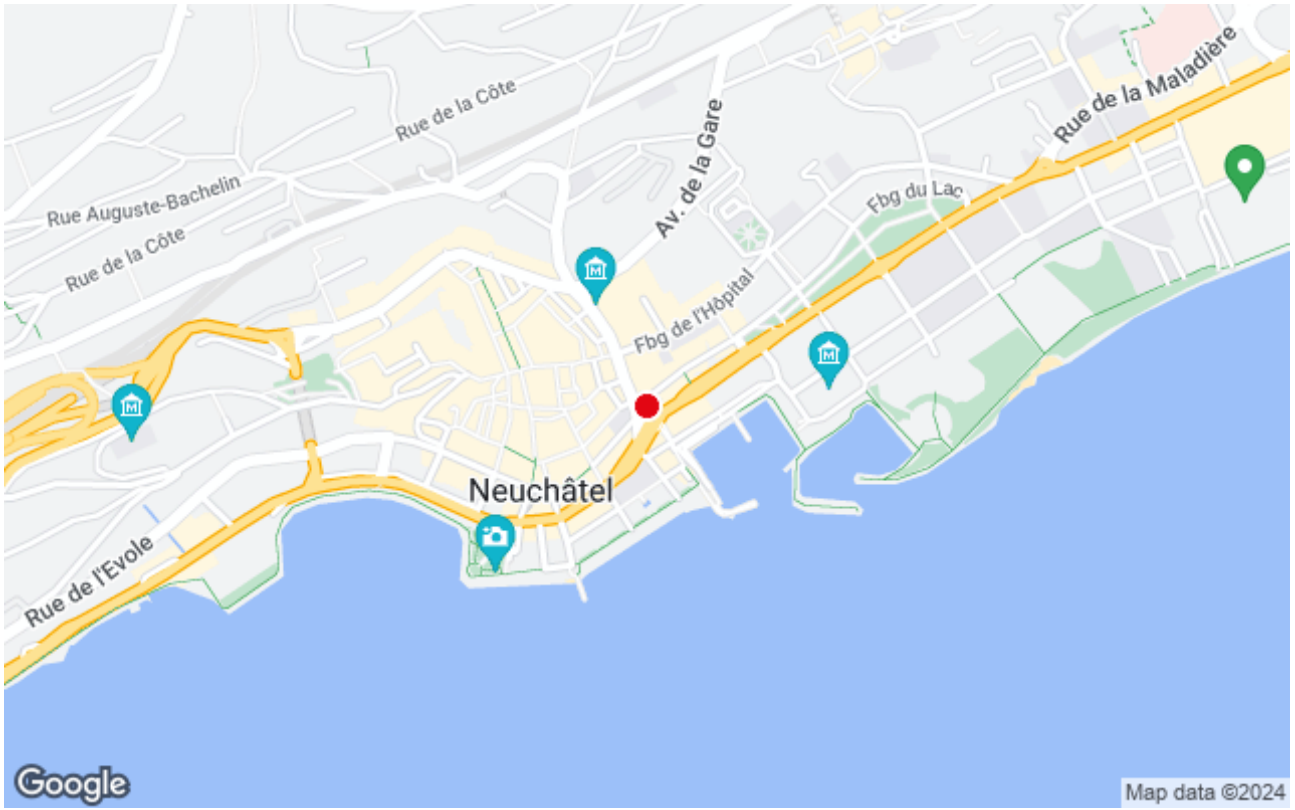 Rue de la Maladière
Rue de la Côte
Av. de la Gare
Rue Auguste-Bachelin
Fbg du Lac
Rue de la Côte
Fbg de l'Hôpital
M
M
M
Neuchâtel
Rue de l'Evole
Google
Map data ©2024